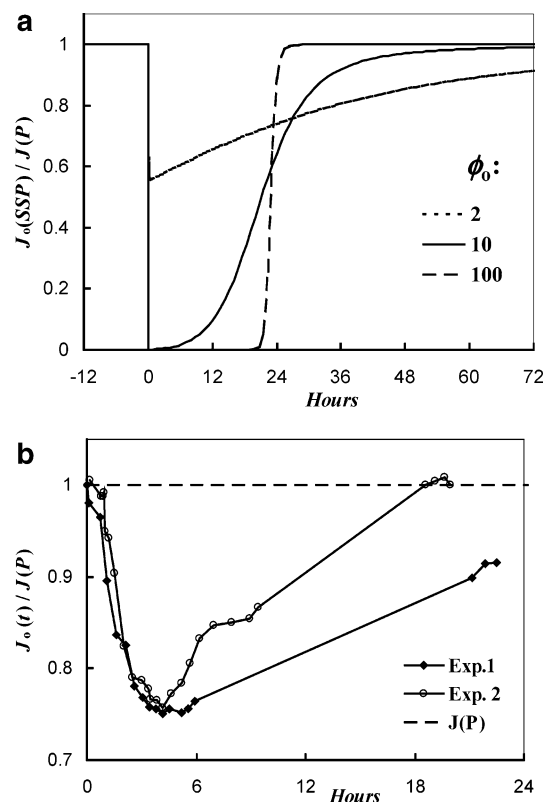 a
1
0.8
0.6
0.4
0.2
0
J₀(SSP) / J(P)
ϕ₀:
2
10
100
-12 0 12 24 36 48 60 72
Hours
b
1
0.9
0.8
0.7
J₀(t) / J(P)
Exp.1
Exp. 2
J(P)
0 6 12 18 24
Hours